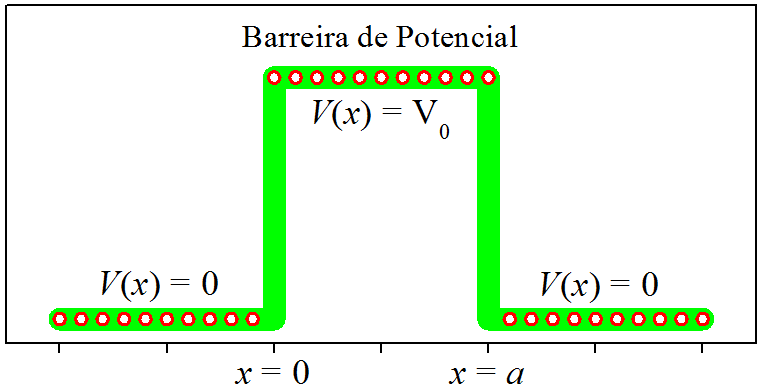 Barreira de Potencial
V(x) = V₀
V(x) = 0
V(x) = 0
x = 0
x = a